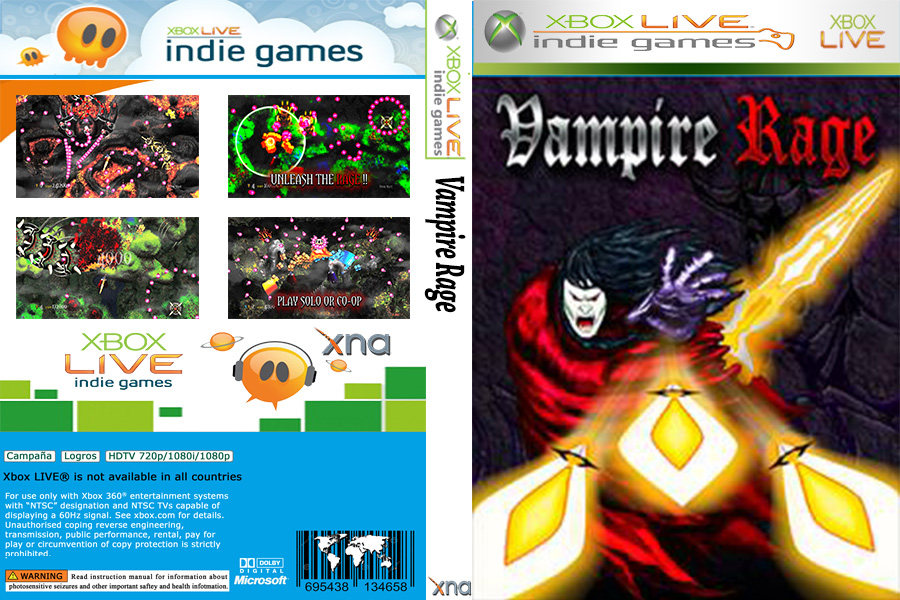 XBOX LIVE
indie games
UNLEASH THE RAGE !!
PLAY SOLO OR CO-OP
XBOX
LIVE
indie games
xna
Campaña
Logros
HDTV 720p/1080i/1080p
Xbox LIVE® is not available in all countries
For use only with Xbox 360® entertainment systems
with "NTSC" designation and NTSC TVs capable of
displaying a 60Hz signal. See xbox.com for details.
Unauthorised coping reverse engineering,
transmission, public performance, rental, pay for
play or circumvention of copy protection is strictly
prohibited.
WARNING Read instruction manual for information about
photosensitive seizures and other important saftey and health infotmation.
DOLBY
DIGITAL
Microsoft
695438 134658
XBOX LIVE
indie games
Vampire Rage
xna
XBOX LIVE
indie games
XBOX
LIVE
Vampire Rage